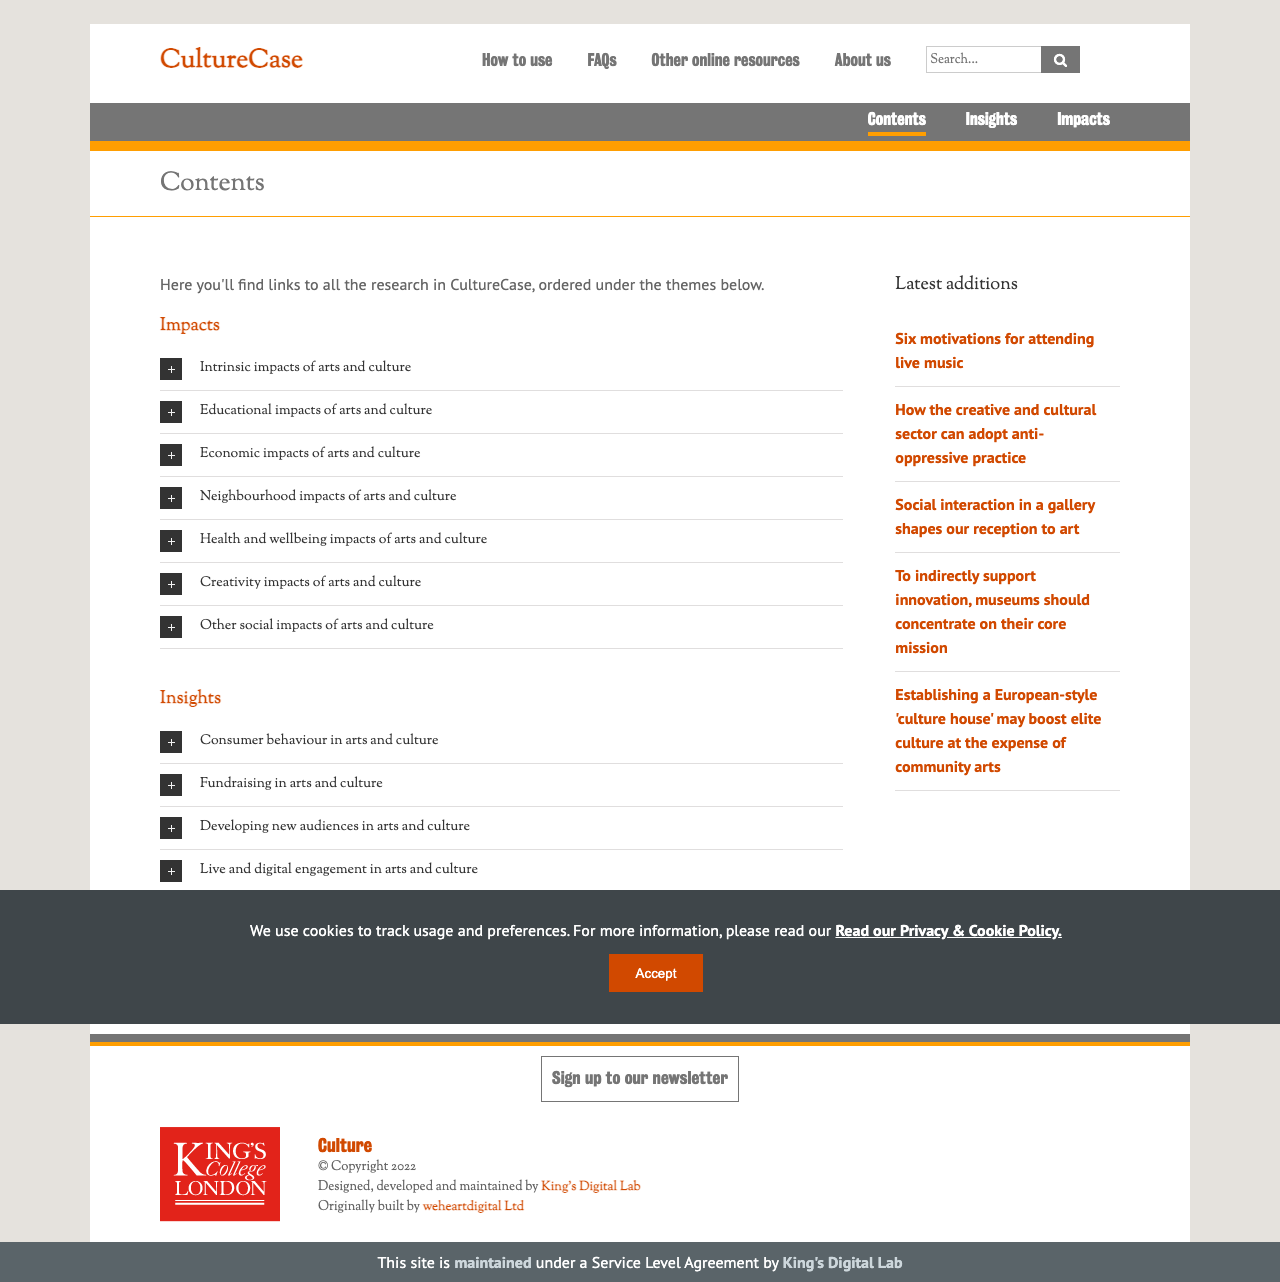 CultureCase
How to use
FAQs
Other online resources
About us
Search...
Contents
Insights
Impacts
Contents
Here you'll find links to all the research in CultureCase, ordered under the themes below.
Impacts
+ Intrinsic impacts of arts and culture
+ Educational impacts of arts and culture
+ Economic impacts of arts and culture
+ Neighbourhood impacts of arts and culture
+ Health and wellbeing impacts of arts and culture
+ Creativity impacts of arts and culture
+ Other social impacts of arts and culture
Insights
+ Consumer behaviour in arts and culture
+ Fundraising in arts and culture
+ Developing new audiences in arts and culture
+ Live and digital engagement in arts and culture
Latest additions
Six motivations for attending
live music
How the creative and cultural
sector can adopt anti-
oppressive practice
Social interaction in a gallery
shapes our reception to art
To indirectly support
innovation, museums should
concentrate on their core
mission
Establishing a European-style
'culture house' may boost elite
culture at the expense of
community arts
We use cookies to track usage and preferences. For more information, please read our Read our Privacy & Cookie Policy.
Accept
Sign up to our newsletter
KING'S
College
LONDON
Culture
© Copyright 2022
Designed, developed and maintained by King's Digital Lab
Originally built by weheartdigital Ltd
This site is maintained under a Service Level Agreement by King's Digital Lab